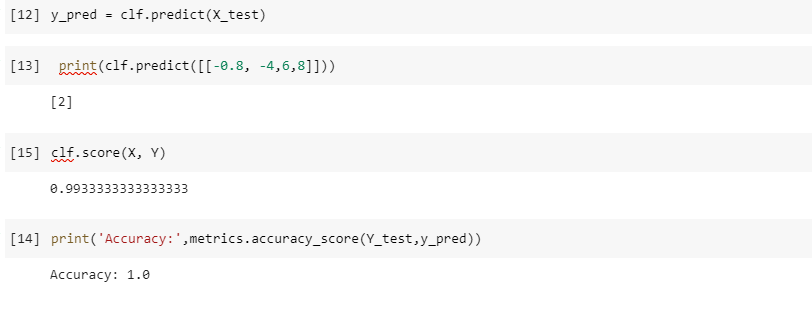 [12] y_pred = clf.predict(X_test)
[13] print(clf.predict([[-0.8, -4,6,8]]))
[2]
[15] clf.score(X, Y)
0.9933333333333333
[14] print('Accuracy:',metrics.accuracy_score(Y_test,y_pred))
Accuracy: 1.0